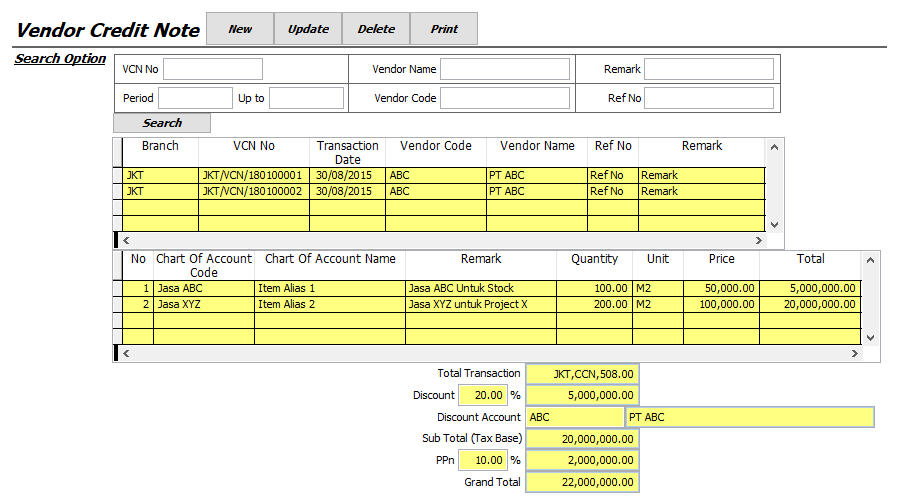 Vendor Credit Note New Update Delete Print
Search Option
VCN No Vendor Name Remark
Period Up to Vendor Code Ref No
Search
Branch VCN No Transaction Date Vendor Code Vendor Name Ref No Remark
JKT JKT/VCN/180100001 30/08/2015 ABC PT ABC Ref No Remark
JKT JKT/VCN/180100002 30/08/2015 ABC PT ABC Ref No Remark
No Chart Of Account Code Chart Of Account Name Remark Quantity Unit Price Total
1 Jasa ABC Item Alias 1 Jasa ABC Untuk Stock 100.00 M2 50,000.00 5,000,000.00
2 Jasa XYZ Item Alias 2 Jasa XYZ untuk Project X 200.00 M2 100,000.00 20,000,000.00
Total Transaction JKT,CCN,508.00
Discount 20.00 % 5,000,000.00
Discount Account ABC PT ABC
Sub Total (Tax Base) 20,000,000.00
PPn 10.00 % 2,000,000.00
Grand Total 22,000,000.00